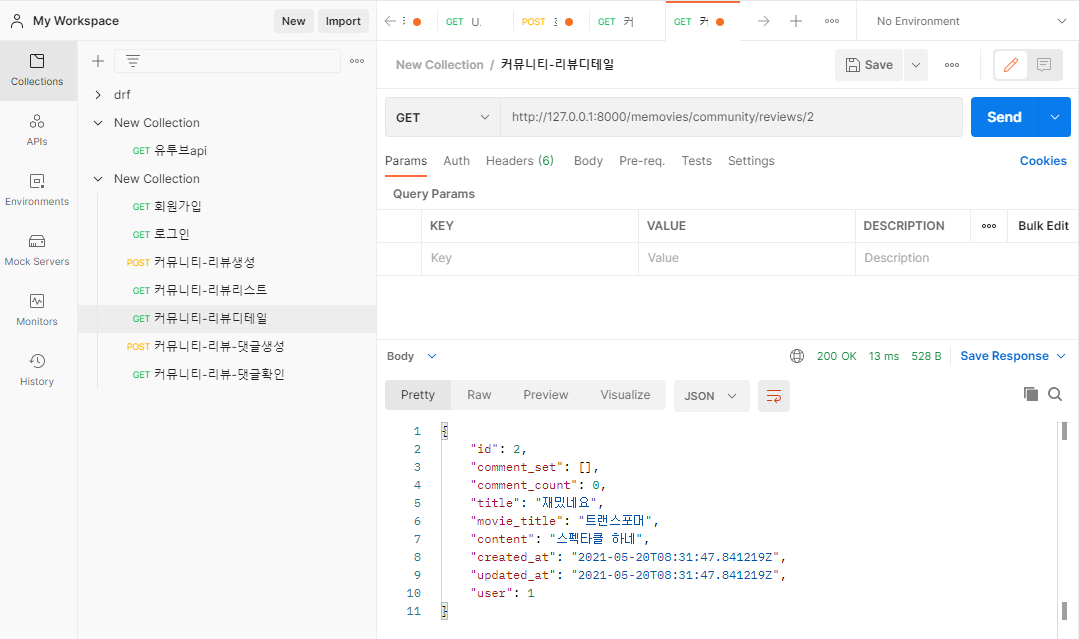 My Workspace
New
Import
GET U.
POST
GET ㅋ
GET ㅋ
No Environment
Collections
APIs
Environments
Mock Servers
Monitors
History
drf
New Collection
GET 유투브api
New Collection
GET 회원가입
GET 로그인
POST 커뮤니티-리뷰생성
GET 커뮤니티-리뷰리스트
GET 커뮤니티-리뷰디테일
POST 커뮤니티-리뷰-댓글생성
GET 커뮤니티-리뷰-댓글확인
New Collection / 커뮤니티-리뷰디테일
Save
GET
http://127.0.0.1:8000/memovies/community/reviews/2
Send
Params Auth Headers (6) Body Pre-req. Tests Settings Cookies
Query Params
KEY VALUE DESCRIPTION Bulk Edit
Key Value Description
Body 200 OK 13 ms 528 B Save Response
Pretty Raw Preview Visualize JSON
1 {
2 "id": 2,
3 "comment_set": [],
4 "comment_count": 0,
5 "title": "재밌네요",
6 "movie_title": "트랜스포머",
7 "content": "스펙타클 하네",
8 "created_at": "2021-05-20T08:31:47.841219Z",
9 "updated_at": "2021-05-20T08:31:47.841219Z",
10 "user": 1
11 }